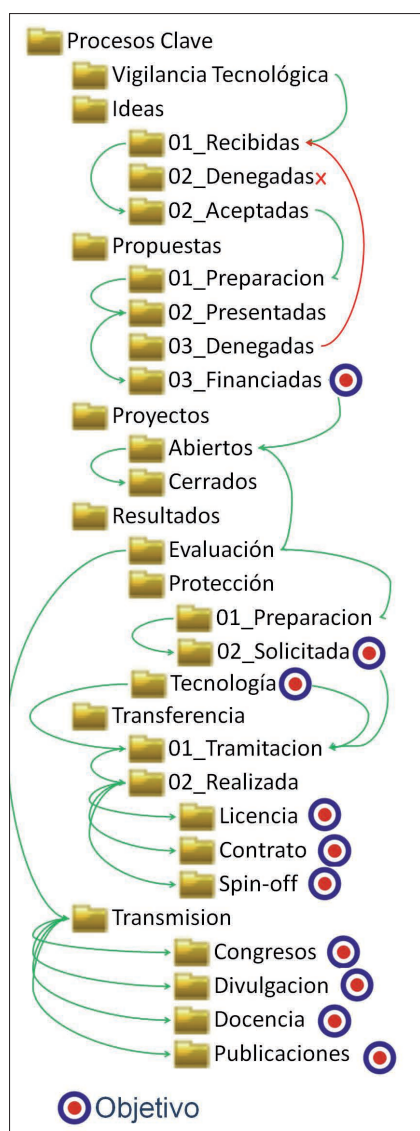 Procesos Clave
Vigilancia Tecnológica
Ideas
01_Recibidas
02_Denegadasx
02_Aceptadas
Propuestas
01_Preparacion
02_Presentadas
03_Denegadas
03_Financiadas
Proyectos
Abiertos
Cerrados
Resultados
Evaluación
Protección
01_Preparacion
02_Solicitada
Tecnología
Transferencia
01_Tramitacion
02_Realizada
Licencia
Contrato
Spin-off
Transmision
Congresos
Divulgacion
Docencia
Publicaciones
Objetivo